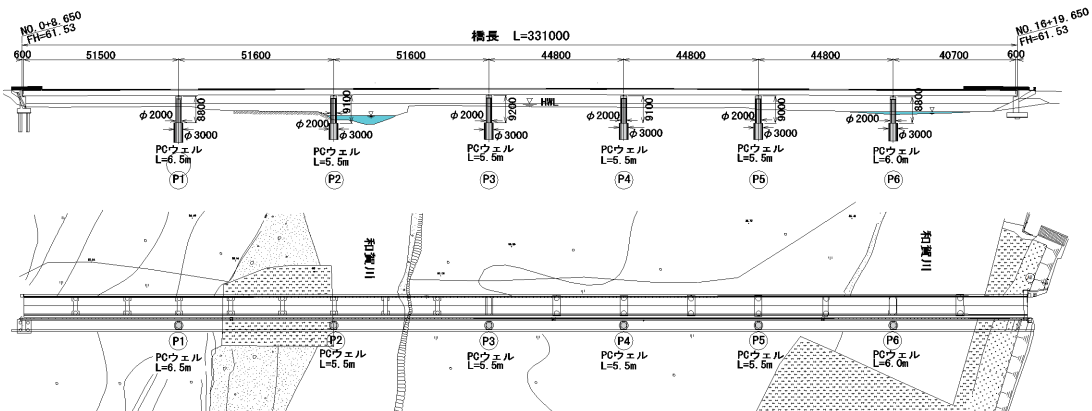 NO.0+8.650
FH=61.53
橋長 L=331000
NO.16+19.650
FH=61.53
600 51500 51600 51600 44800 44800 44800 40700 600
8800
9100
9200
9100
9000
8800
HWL
φ2000
φ3000
PCウェル
L=6.5m
P1
φ2000
φ3000
PCウェル
L=5.5m
P2
φ2000
φ3000
PCウェル
L=5.5m
P3
φ2000
φ3000
PCウェル
L=5.5m
P4
φ2000
φ3000
PCウェル
L=5.5m
P5
φ2000
φ3000
PCウェル
L=6.0m
P6
和賀川
和賀川
P1
PCウェル
L=6.5m
P2
PCウェル
L=5.5m
P3
PCウェル
L=5.5m
P4
PCウェル
L=5.5m
P5
PCウェル
L=5.5m
P6
PCウェル
L=6.0m